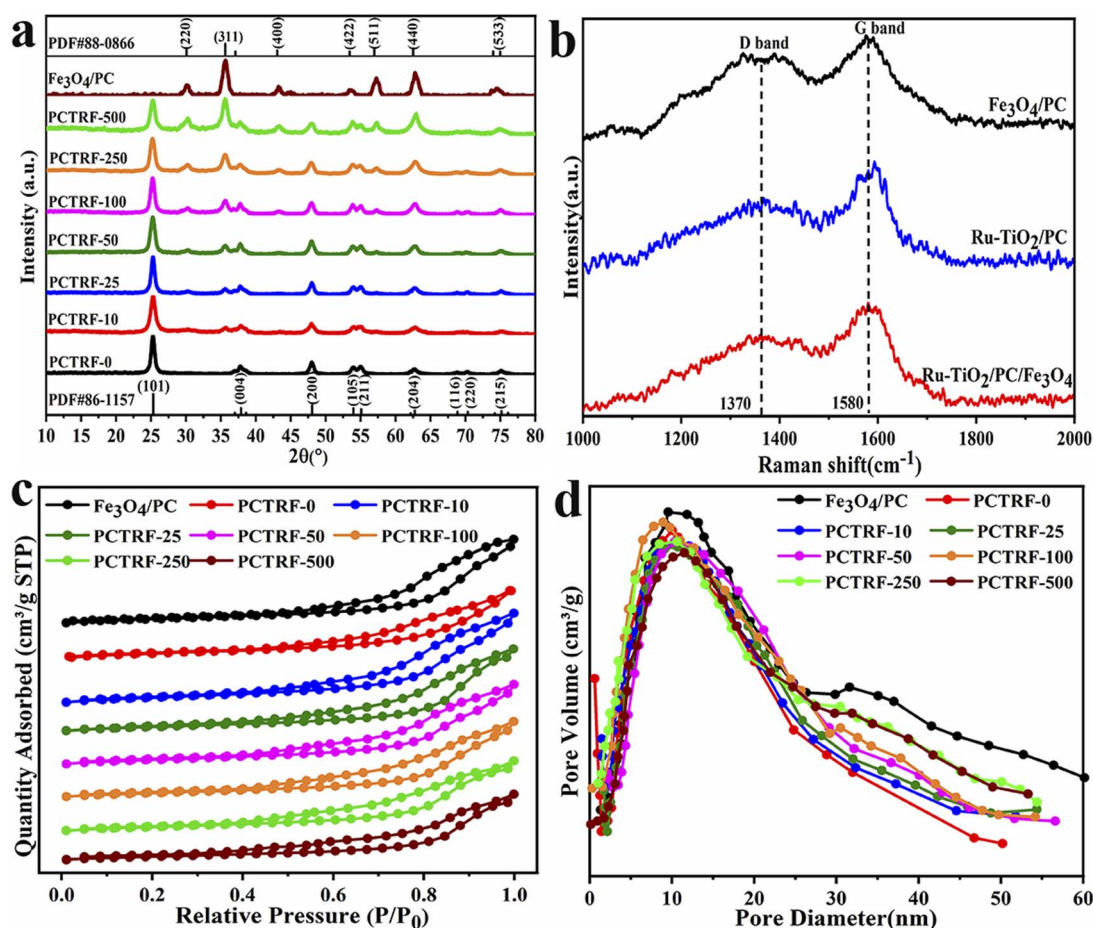 a
PDF#88-0866
(220)
(311)
(400)
(422)
(511)
(440)
(533)
Fe₃O₄/PC
PCTRF-500
PCTRF-250
PCTRF-100
PCTRF-50
PCTRF-25
PCTRF-10
PCTRF-0
(101)
(004)
(200)
(105)
(211)
(204)
(116)
(220)
(215)
PDF#86-1157
10 15 20 25 30 35 40 45 50 55 60 65 70 75 80
2θ(°)
Intensity (a.u.)
b
D band
G band
Fe₃O₄/PC
Ru-TiO₂/PC
Ru-TiO₂/PC/Fe₃O₄
1370
1580
1000 1200 1400 1600 1800 2000
Raman shift(cm⁻¹)
Intensity(a.u.)
c
Fe₃O₄/PC PCTRF-0 PCTRF-10
PCTRF-25 PCTRF-50 PCTRF-100
PCTRF-250 PCTRF-500
0.0 0.2 0.4 0.6 0.8 1.0
Relative Pressure (P/P₀)
Quantity Adsorbed (cm³/g STP)
d
Fe₃O₄/PC PCTRF-0
PCTRF-10 PCTRF-25
PCTRF-50 PCTRF-100
PCTRF-250 PCTRF-500
0 10 20 30 40 50 60
Pore Diameter(nm)
Pore Volume (cm³/g)